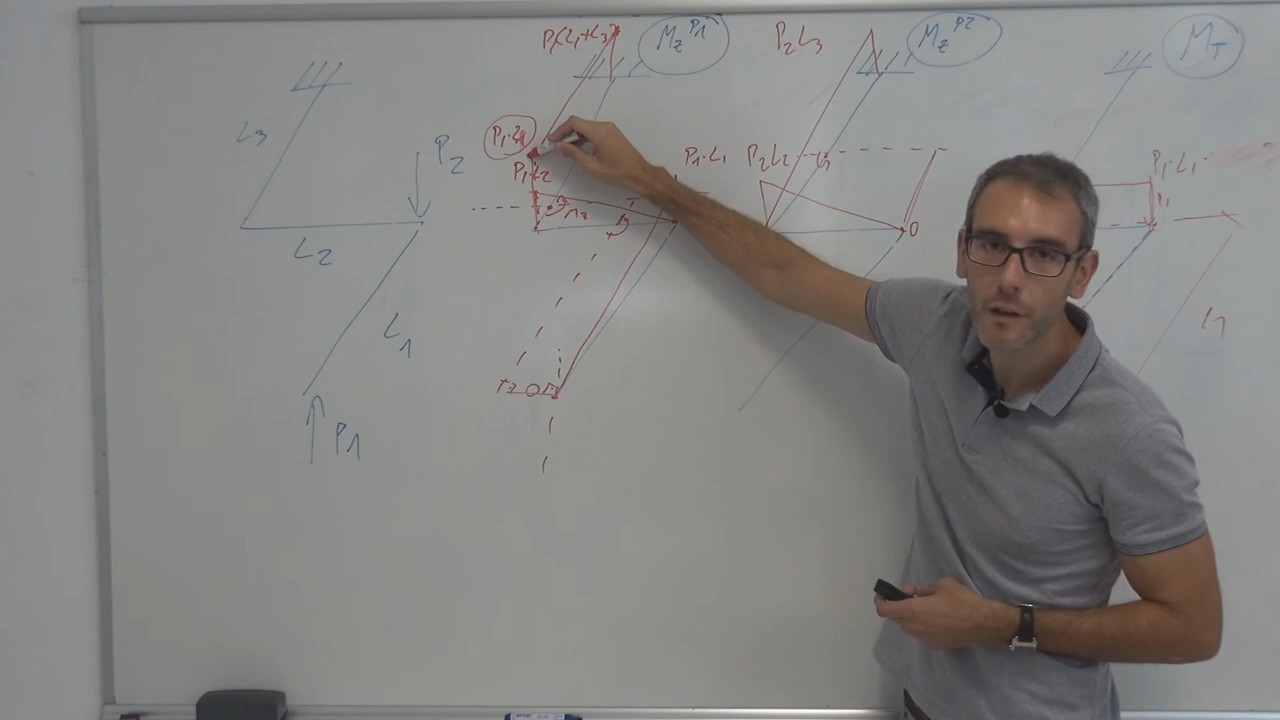 L3
L2
P2
L1
P1
P1(L1+L3)
Mz^P1
P1·L1
P1·L2
P1·L1
P2L3
Mz^P2
P2L2
L3
0
MT
P1·L1
L1